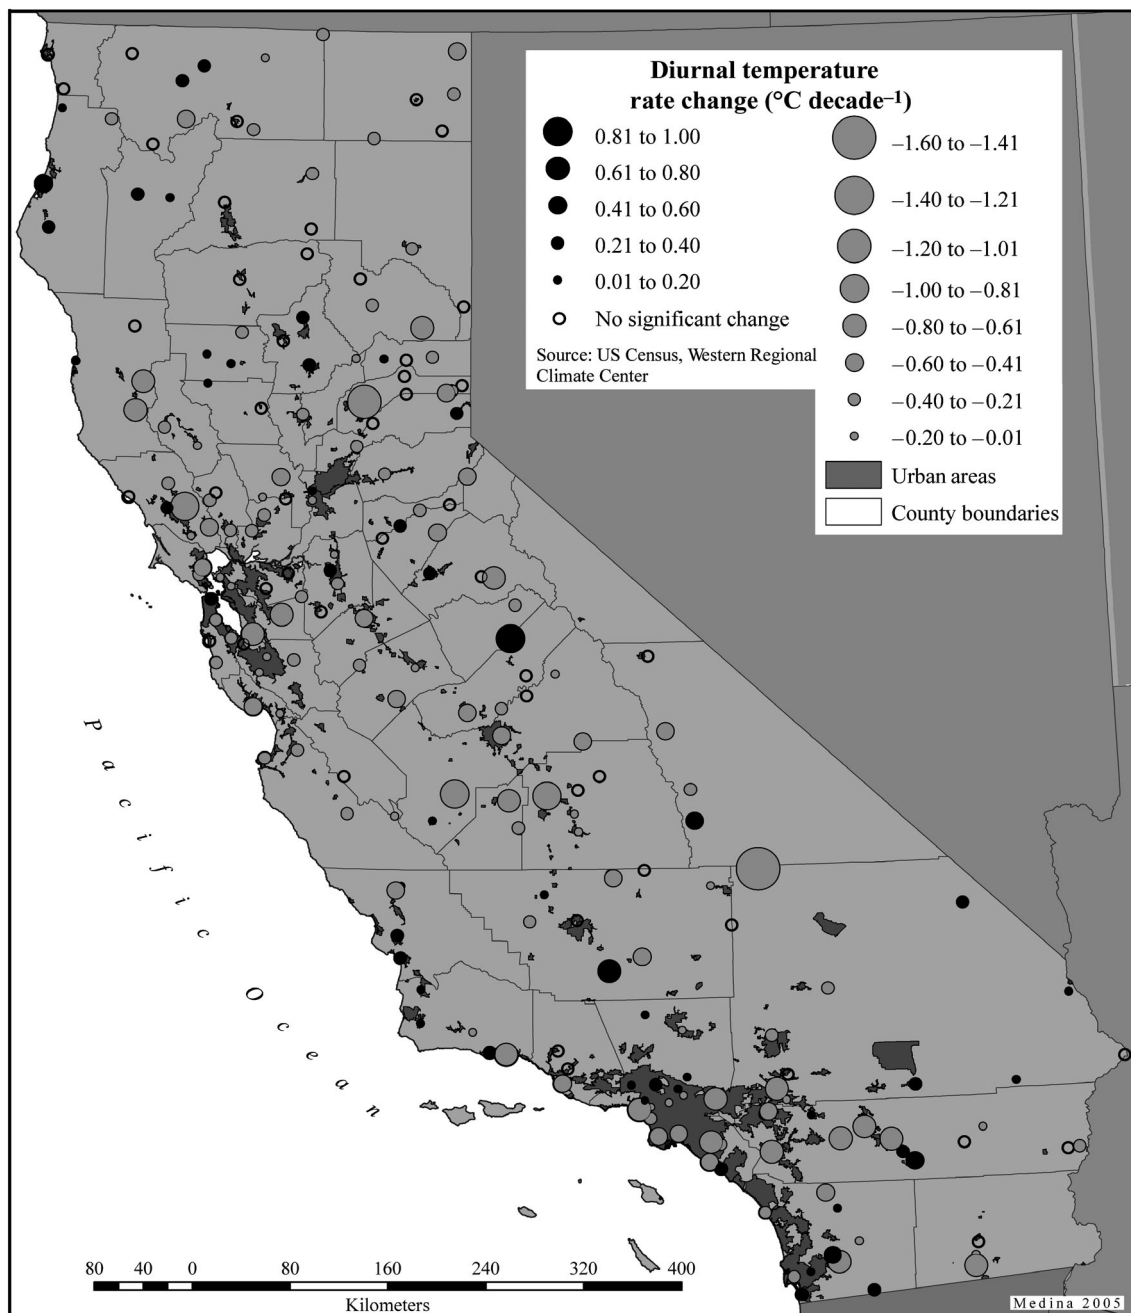 Diurnal temperature
rate change (°C decade–1)
0.81 to 1.00
0.61 to 0.80
0.41 to 0.60
0.21 to 0.40
0.01 to 0.20
No significant change
Source: US Census, Western Regional
Climate Center
–1.60 to –1.41
–1.40 to –1.21
–1.20 to –1.01
–1.00 to –0.81
–0.80 to –0.61
–0.60 to –0.41
–0.40 to –0.21
–0.20 to –0.01
Urban areas
County boundaries
Pacific Ocean
80 40 0 80 160 240 320 400
Kilometers
Medina 2005